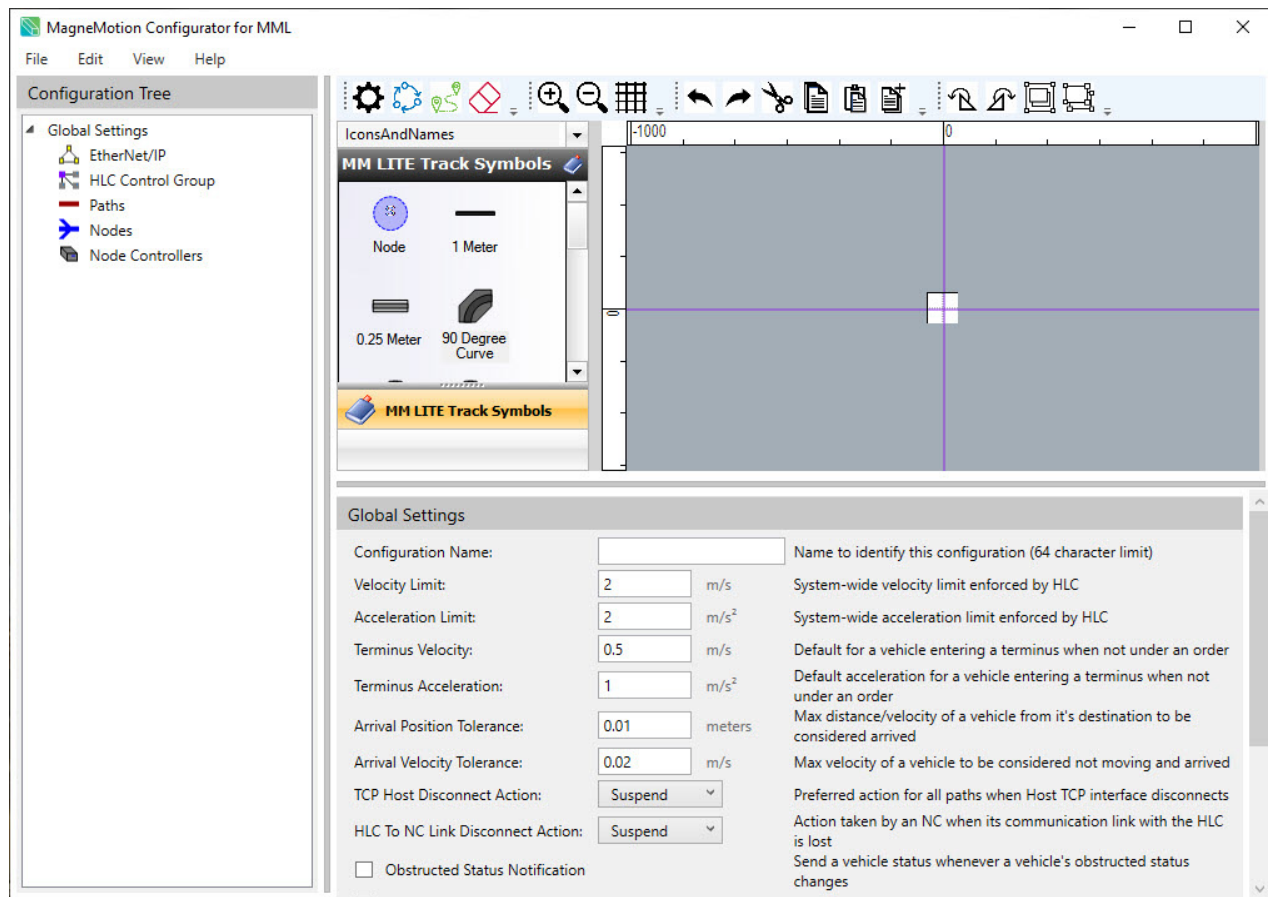 MagneMotion Configurator for MML
File Edit View Help
Configuration Tree
Global Settings
EtherNet/IP
HLC Control Group
Paths
Nodes
Node Controllers
IconsAndNames
MM LITE Track Symbols
Node
1 Meter
0.25 Meter
90 Degree
Curve
MM LITE Track Symbols
-1000
0
0
Global Settings
Configuration Name: Name to identify this configuration (64 character limit)
Velocity Limit: 2 m/s System-wide velocity limit enforced by HLC
Acceleration Limit: 2 m/s² System-wide acceleration limit enforced by HLC
Terminus Velocity: 0.5 m/s Default for a vehicle entering a terminus when not under an order
Terminus Acceleration: 1 m/s² Default acceleration for a vehicle entering a terminus when not
under an order
Arrival Position Tolerance: 0.01 meters Max distance/velocity of a vehicle from it's destination to be
considered arrived
Arrival Velocity Tolerance: 0.02 m/s Max velocity of a vehicle to be considered not moving and arrived
TCP Host Disconnect Action: Suspend Preferred action for all paths when Host TCP interface disconnects
HLC To NC Link Disconnect Action: Suspend Action taken by an NC when its communication link with the HLC
is lost
Obstructed Status Notification Send a vehicle status whenever a vehicle's obstructed status
changes